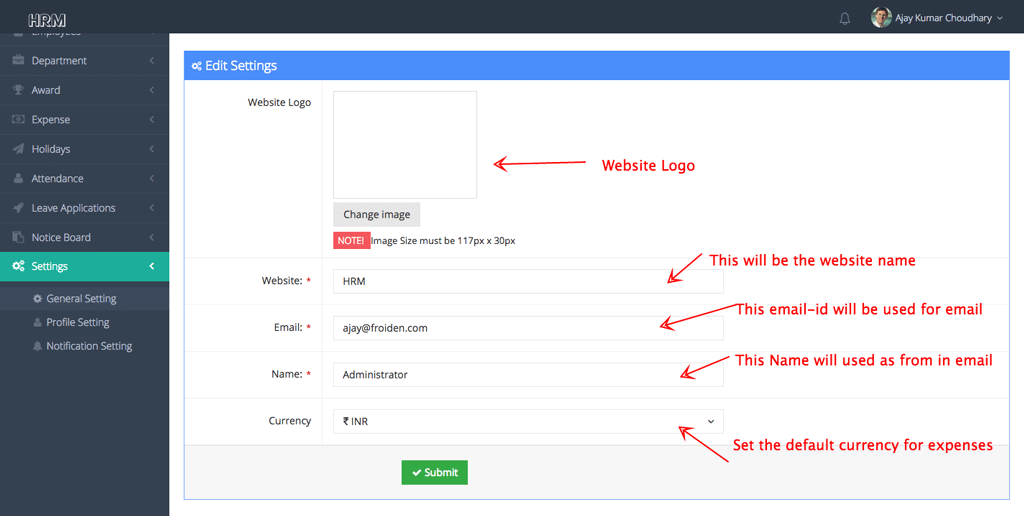 HRM
Ajay Kumar Choudhary
Employees
Department
Award
Expense
Holidays
Attendance
Leave Applications
Notice Board
Settings
General Setting
Profile Setting
Notification Setting
Edit Settings
Website Logo
Website Logo
Change image
NOTE! Image Size must be 117px x 30px
This will be the website name
Website: * HRM
This email-id will be used for email
Email: * ajay@froiden.com
This Name will used as from in email
Name: * Administrator
Currency ₹ INR
Set the default currency for expenses
Submit